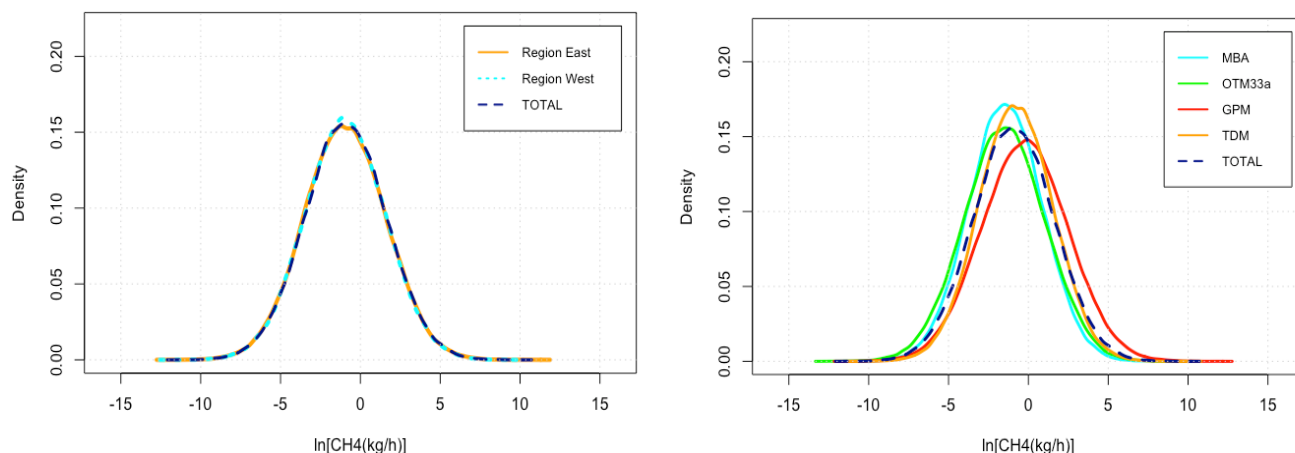 Density
0.20
0.15
0.10
0.05
0.00
Region East
Region West
TOTAL
-15 -10 -5 0 5 10 15
ln[CH4(kg/h)]
Density
0.20
0.15
0.10
0.05
0.00
MBA
OTM33a
GPM
TDM
TOTAL
-15 -10 -5 0 5 10 15
ln[CH4(kg/h)]